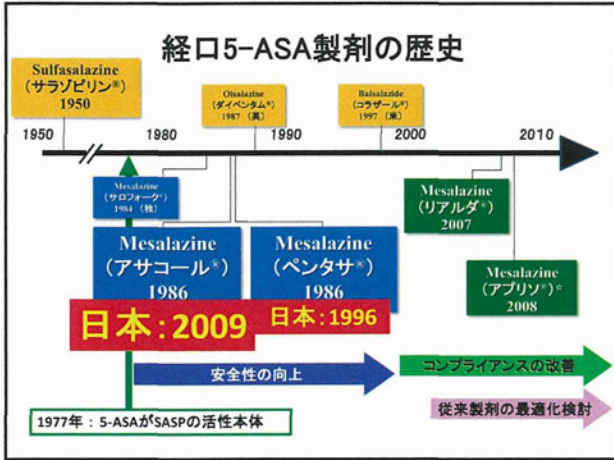 経口5-ASA製剤の歴史
Sulfasalazine
(サラゾピリン®)
1950
Olsalazine
(ダイペンタム®)
1987 (英)
Balsalazide
(コラザール®)
1997 (米)
1950
1980
1990
2000
2010
Mesalazine
(サロフォーク®)
1984 (独)
Mesalazine
(アサコール®)
1986
日本:2009
Mesalazine
(ペンタサ®)
1986
日本:1996
Mesalazine
(リアルダ®)
2007
Mesalazine
(アプリソ®)☆
2008
安全性の向上
コンプライアンスの改善
従来製剤の最適化検討
1977年:5-ASAがSASPの活性本体